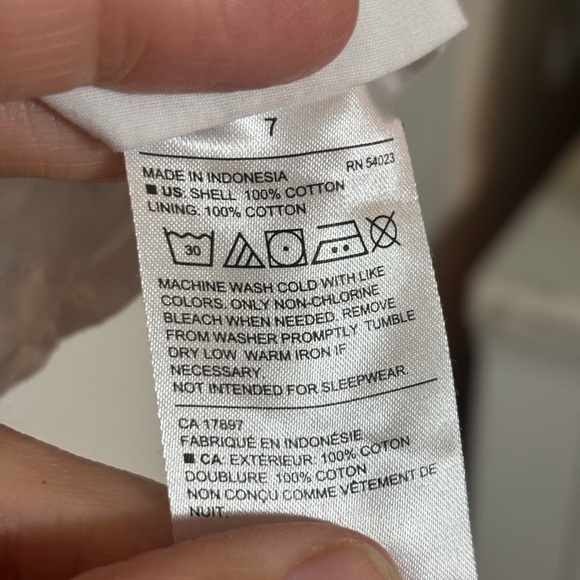 7
MADE IN INDONESIA RN 54023
■ US: SHELL 100% COTTON
LINING: 100% COTTON
30
MACHINE WASH COLD WITH LIKE
COLORS. ONLY NON-CHLORINE
BLEACH WHEN NEEDED. REMOVE
FROM WASHER PROMPTLY TUMBLE
DRY LOW WARM IRON IF
NECESSARY
NOT INTENDED FOR SLEEPWEAR.
CA 17897
FABRIQUÉ EN INDONÉSIE
■ CA: EXTÉRIEUR: 100% COTON
DOUBLURE 100% COTON
NON CONÇU COMME VÊTEMENT DE
NUIT.